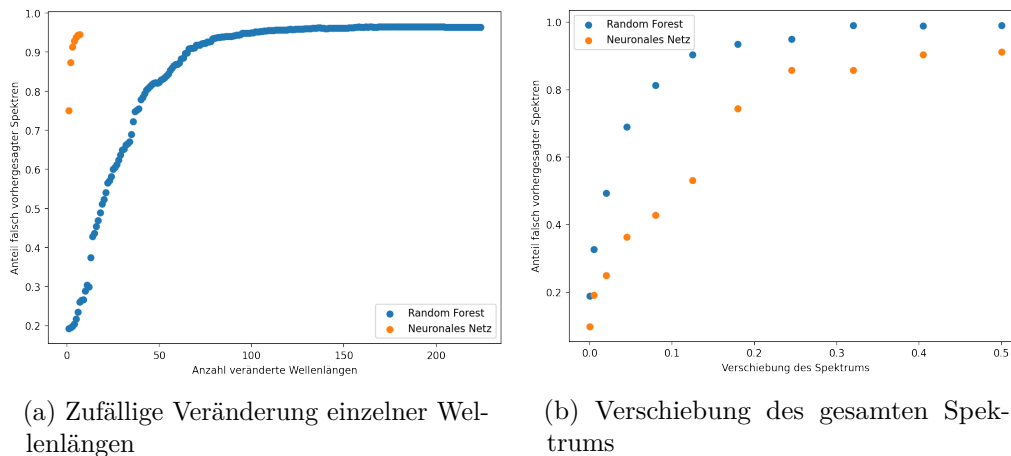 1.0
0.9
0.8
0.7
0.6
0.5
0.4
0.3
0.2
Anteil falsch vorhergesagter Spektren
0
50
100
150
200
Anzahl veränderte Wellenlängen
Random Forest
Neuronales Netz
(a) Zufällige Veränderung einzelner Wel-
lenlängen
Random Forest
Neuronales Netz
1.0
0.8
0.6
0.4
0.2
Anteil falsch vorhergesagter Spektren
0.0
0.1
0.2
0.3
0.4
0.5
Verschiebung des Spektrums
(b) Verschiebung des gesamten Spek-
trums